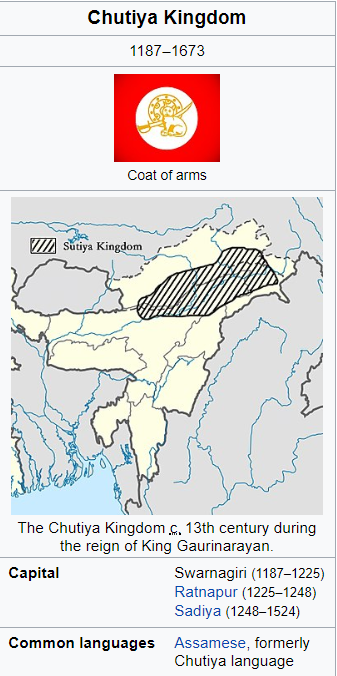 Chutiya Kingdom
1187–1673
Coat of arms
Sutiya Kingdom
The Chutiya Kingdom c. 13th century during
the reign of King Gaurinarayan.
Capital Swarnagiri (1187–1225)
Ratnapur (1225–1248)
Sadiya (1248–1524)
Common languages Assamese, formerly
Chutiya language